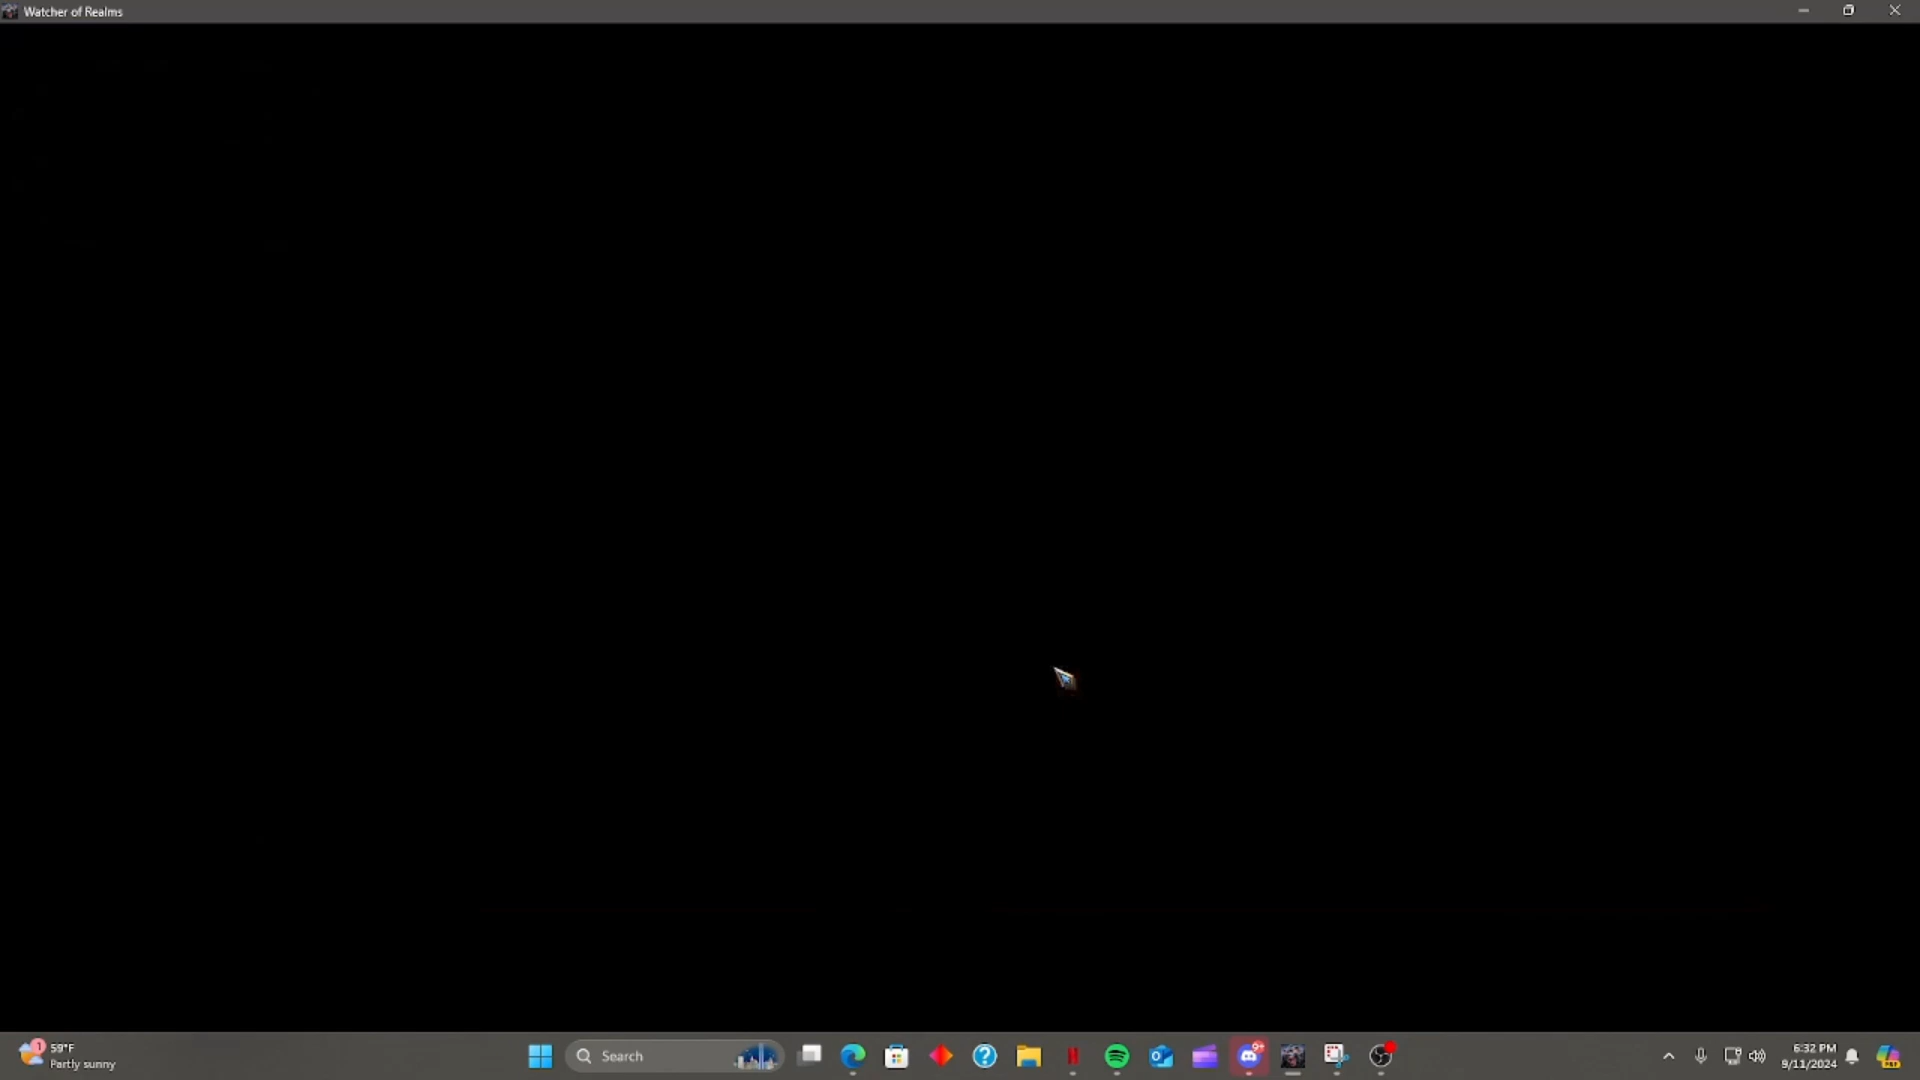 Watcher of Realms
59°F
Partly sunny
Search
6:32 PM
9/11/2024